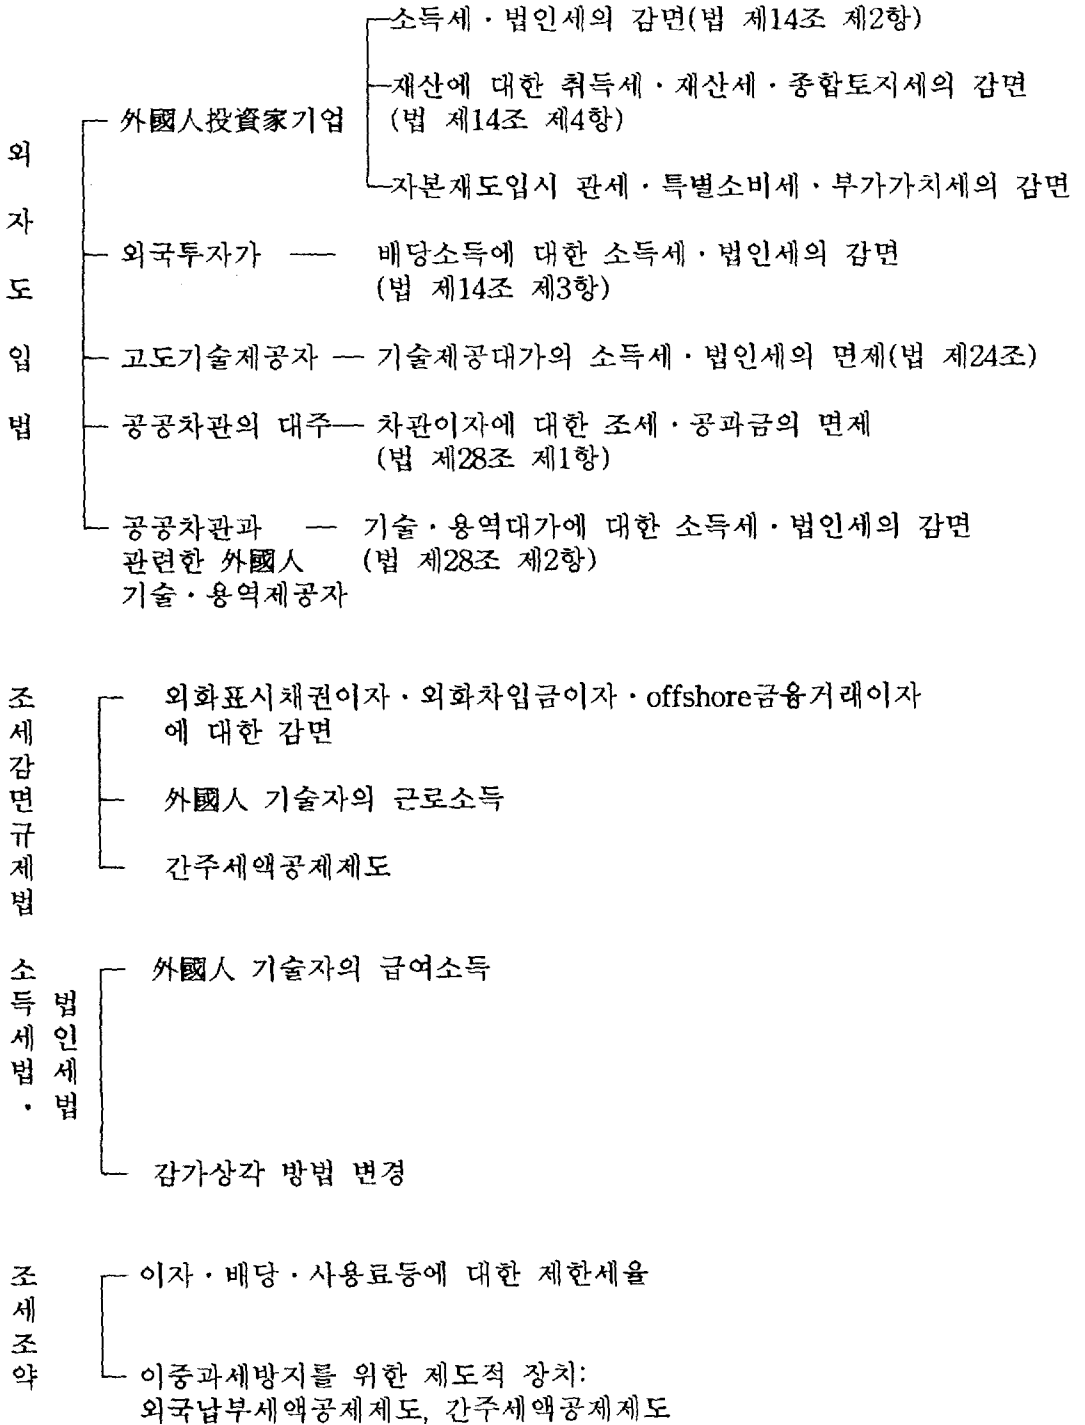 외자도입법
外國人投資家기업
소득세·법인세의 감면(법 제14조 제2항)
재산에 대한 취득세·재산세·종합토지세의 감면
(법 제14조 제4항)
자본재도입시 관세·특별소비세·부가가치세의 감면
외국투자가
배당소득에 대한 소득세·법인세의 감면
(법 제14조 제3항)
고도기술제공자
기술제공대가의 소득세·법인세의 면제(법 제24조)
공공차관의 대주
차관이자에 대한 조세·공과금의 면제
(법 제28조 제1항)
공공차관과
관련한 外國人
기술·용역제공자
기술·용역대가에 대한 소득세·법인세의 감면
(법 제28조 제2항)
조세감면규제법
외화표시채권이자·외화차입금이자·offshore금융거래이자
에 대한 감면
外國人 기술자의 근로소득
간주세액공제제도
소득세법·
법인세법
外國人 기술자의 급여소득
감가상각 방법 변경
조세조약
이자·배당·사용료등에 대한 제한세율
이중과세방지를 위한 제도적 장치:
외국납부세액공제제도, 간주세액공제제도